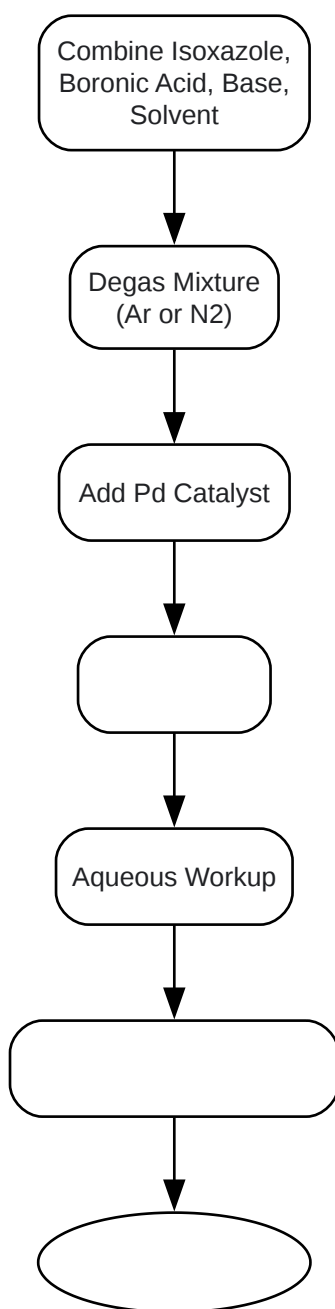 Combine Isoxazole,
Boronic Acid, Base,
Solvent
Degas Mixture
(Ar or N2)
Add Pd Catalyst
Aqueous Workup